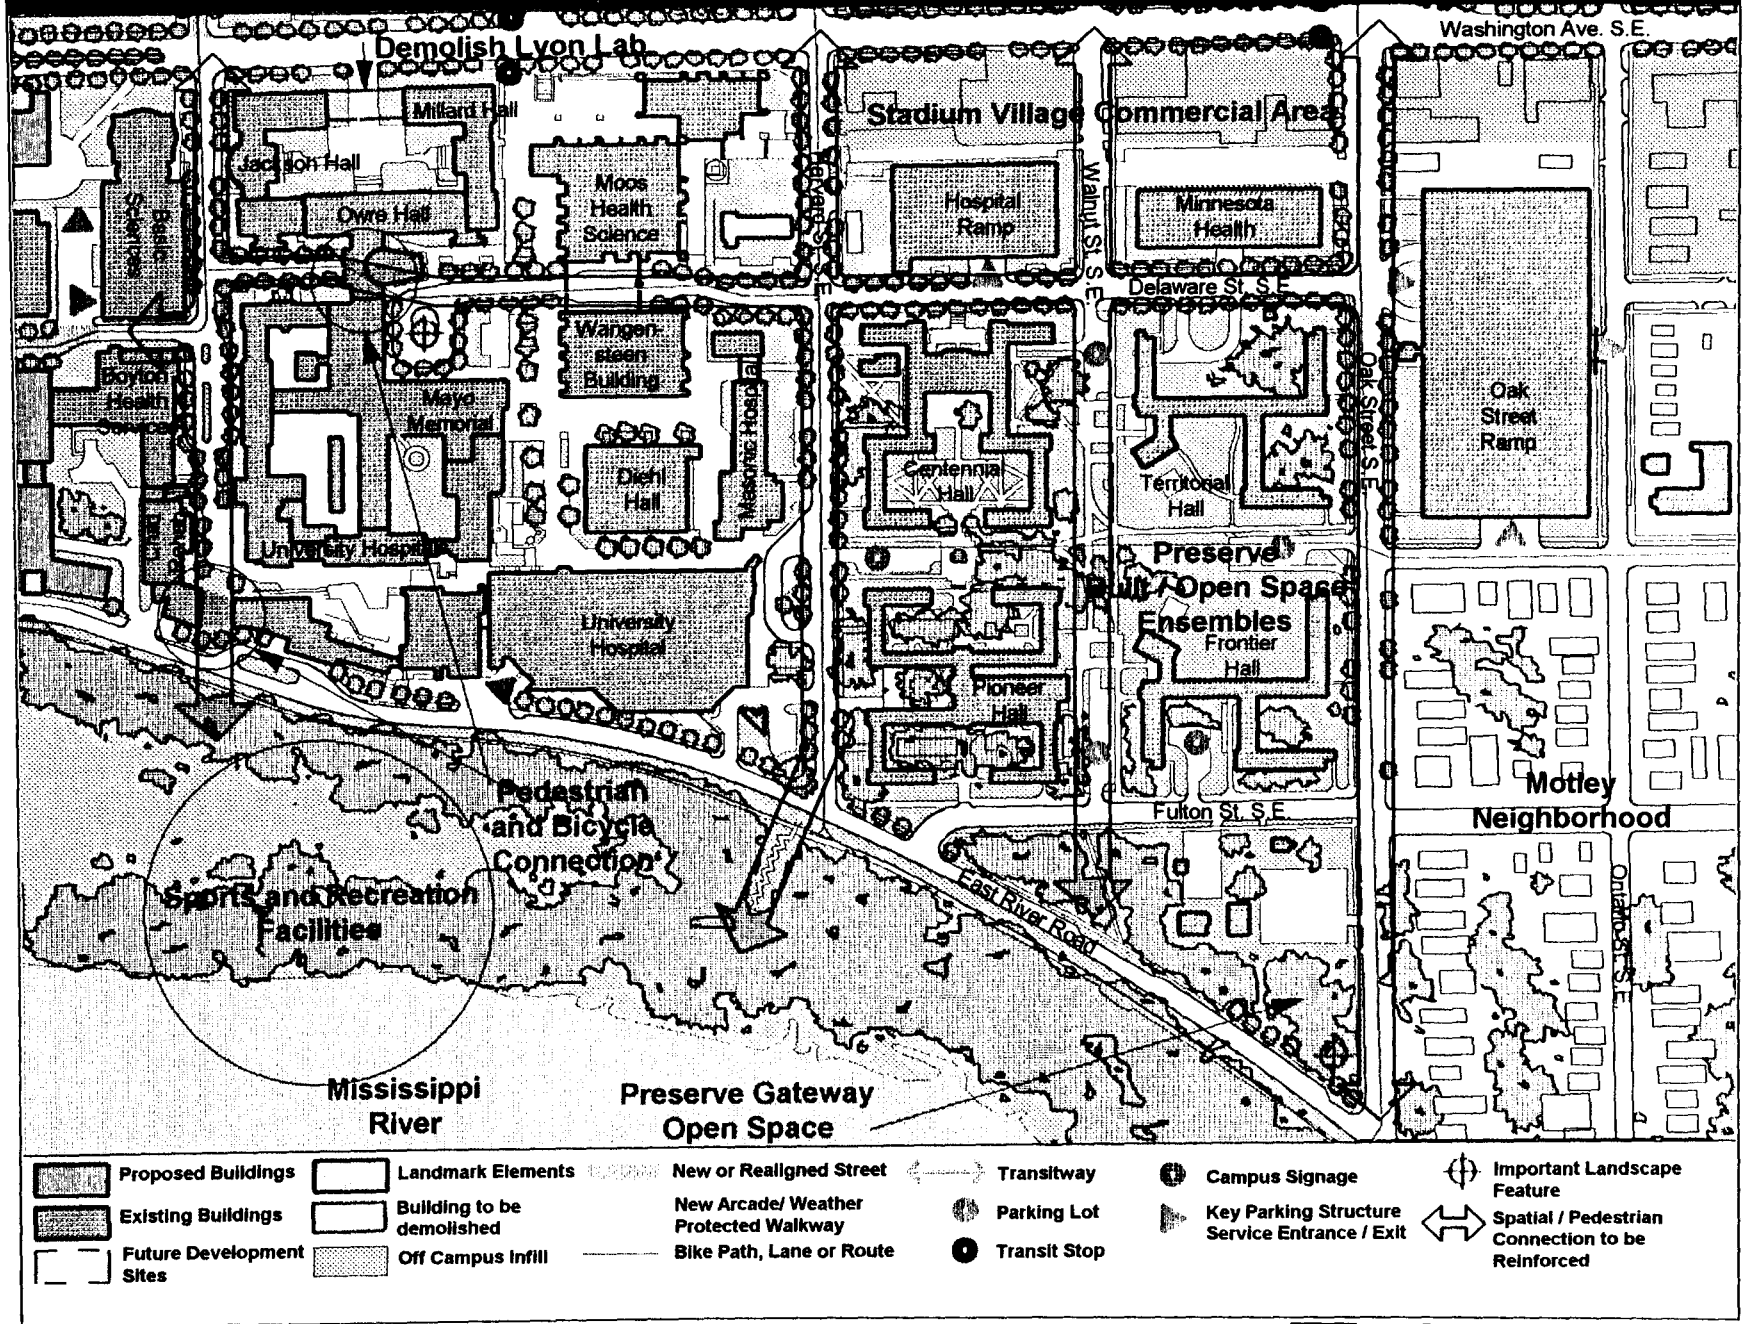 Washington Ave. S.E.
Demolish Lyon Lab
Millard Hall
Stadium Village Commercial Area
Jackson Hall
Basic
Sciences
Owre Hall
Moos
Health
Science
Harvard St. S.E.
Hospital
Ramp
Walnut St. S.E.
Minnesota
Health
Delaware St. S.E.
Wangen-
steen
Building
Boyton
Health
Service
Mayo
Memorial
Masonic Hospital
Diehl
Hall
Centennial
Hall
Territorial
Hall
Oak Street S.E.
Oak
Street
Ramp
University Hospitals
Preserve
Built / Open Space
Ensembles
University
Hospital
Frontier
Hall
Pioneer
Hall
Pedestrian
and Bicycle
Connection
Fulton St. S.E.
Motley
Neighborhood
Sports and Recreation
Facilities
East River Road
Ontario St. S.E.
Mississippi
River
Preserve Gateway
Open Space
Proposed Buildings
Existing Buildings
Future Development
Sites
Landmark Elements
Building to be
demolished
Off Campus Infill
New or Realigned Street
New Arcade/ Weather
Protected Walkway
Bike Path, Lane or Route
Transitway
Parking Lot
Transit Stop
Campus Signage
Key Parking Structure
Service Entrance / Exit
Important Landscape
Feature
Spatial / Pedestrian
Connection to be
Reinforced